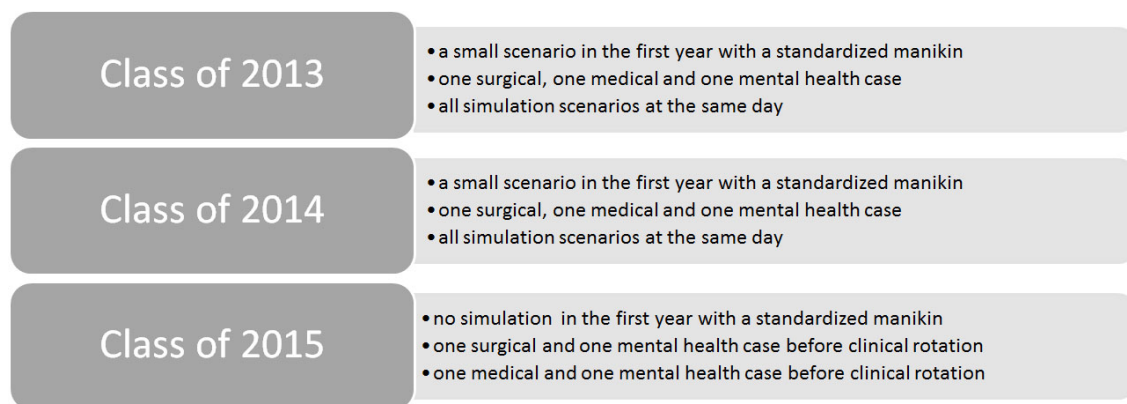 Class of 2013
• a small scenario in the first year with a standardized manikin
• one surgical, one medical and one mental health case
• all simulation scenarios at the same day
Class of 2014
• a small scenario in the first year with a standardized manikin
• one surgical, one medical and one mental health case
• all simulation scenarios at the same day
Class of 2015
• no simulation in the first year with a standardized manikin
• one surgical and one mental health case before clinical rotation
• one medical and one mental health case before clinical rotation